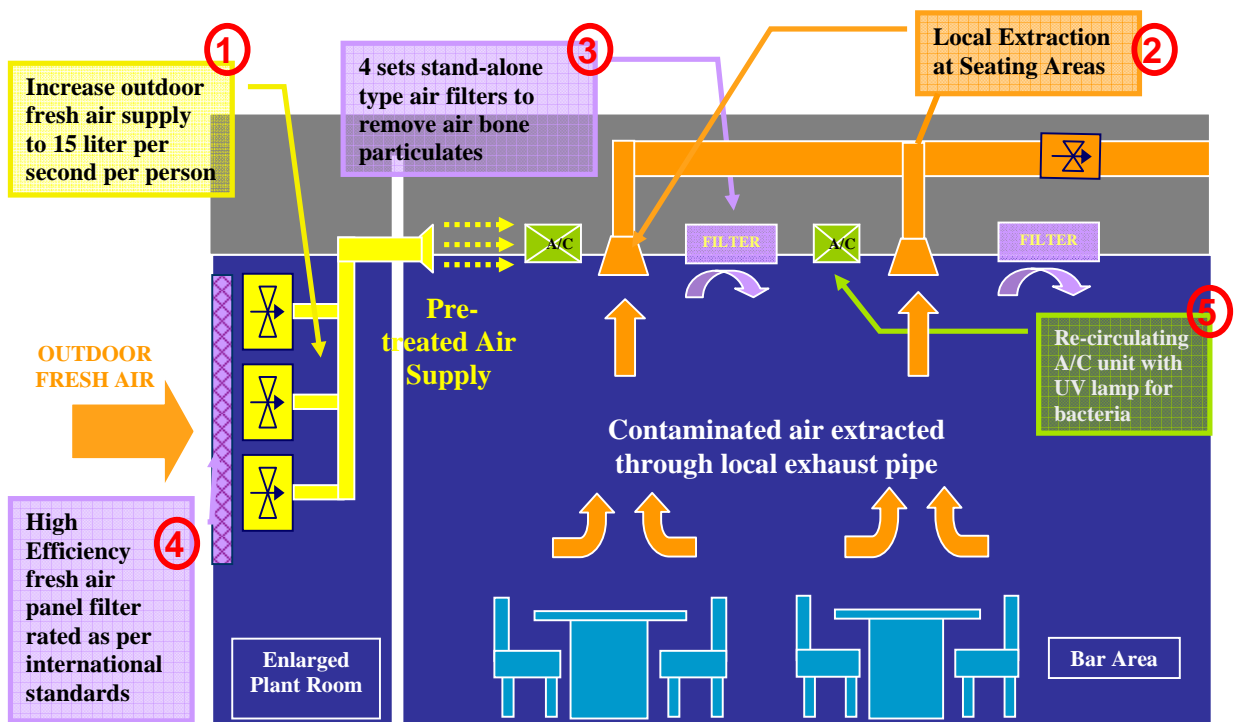 1
Increase outdoor
fresh air supply
to 15 liter per
second per person
3
4 sets stand-alone
type air filters to
remove air bone
particulates
Local Extraction
at Seating Areas
2
A/C
FILTER
A/C
FILTER
Pre-
treated Air
Supply
5
Re-circulating
A/C unit with
UV lamp for
bacteria
OUTDOOR
FRESH AIR
Contaminated air extracted
through local exhaust pipe
4
High
Efficiency
fresh air
panel filter
rated as per
international
standards
Enlarged
Plant Room
Bar Area